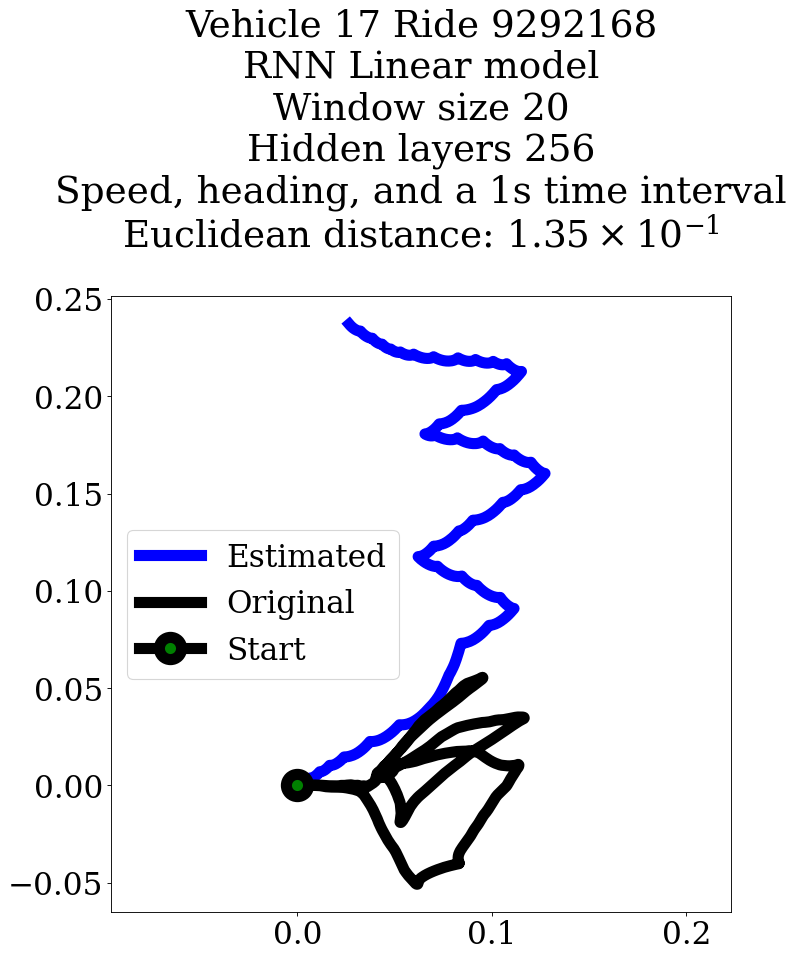 Vehicle 17 Ride 9292168
RNN Linear model
Window size 20
Hidden layers 256
Speed, heading, and a 1s time interval
Euclidean distance: 1.35 × 10⁻¹
0.25
0.20
0.15
0.10
0.05
0.00
−0.05
Estimated
Original
Start
0.0 0.1 0.2